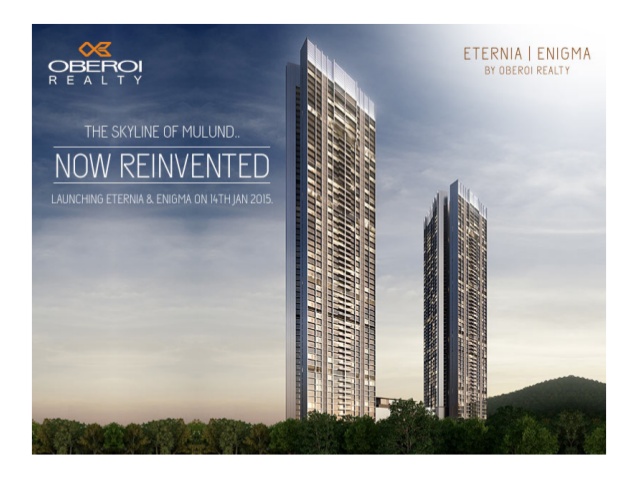 OBEROI
REALTY
ETERNIA | ENIGMA
BY OBEROI REALTY
THE SKYLINE OF MULUND..
NOW REINVENTED
LAUNCHING ETERNIA & ENIGMA ON 14TH JAN 2015.